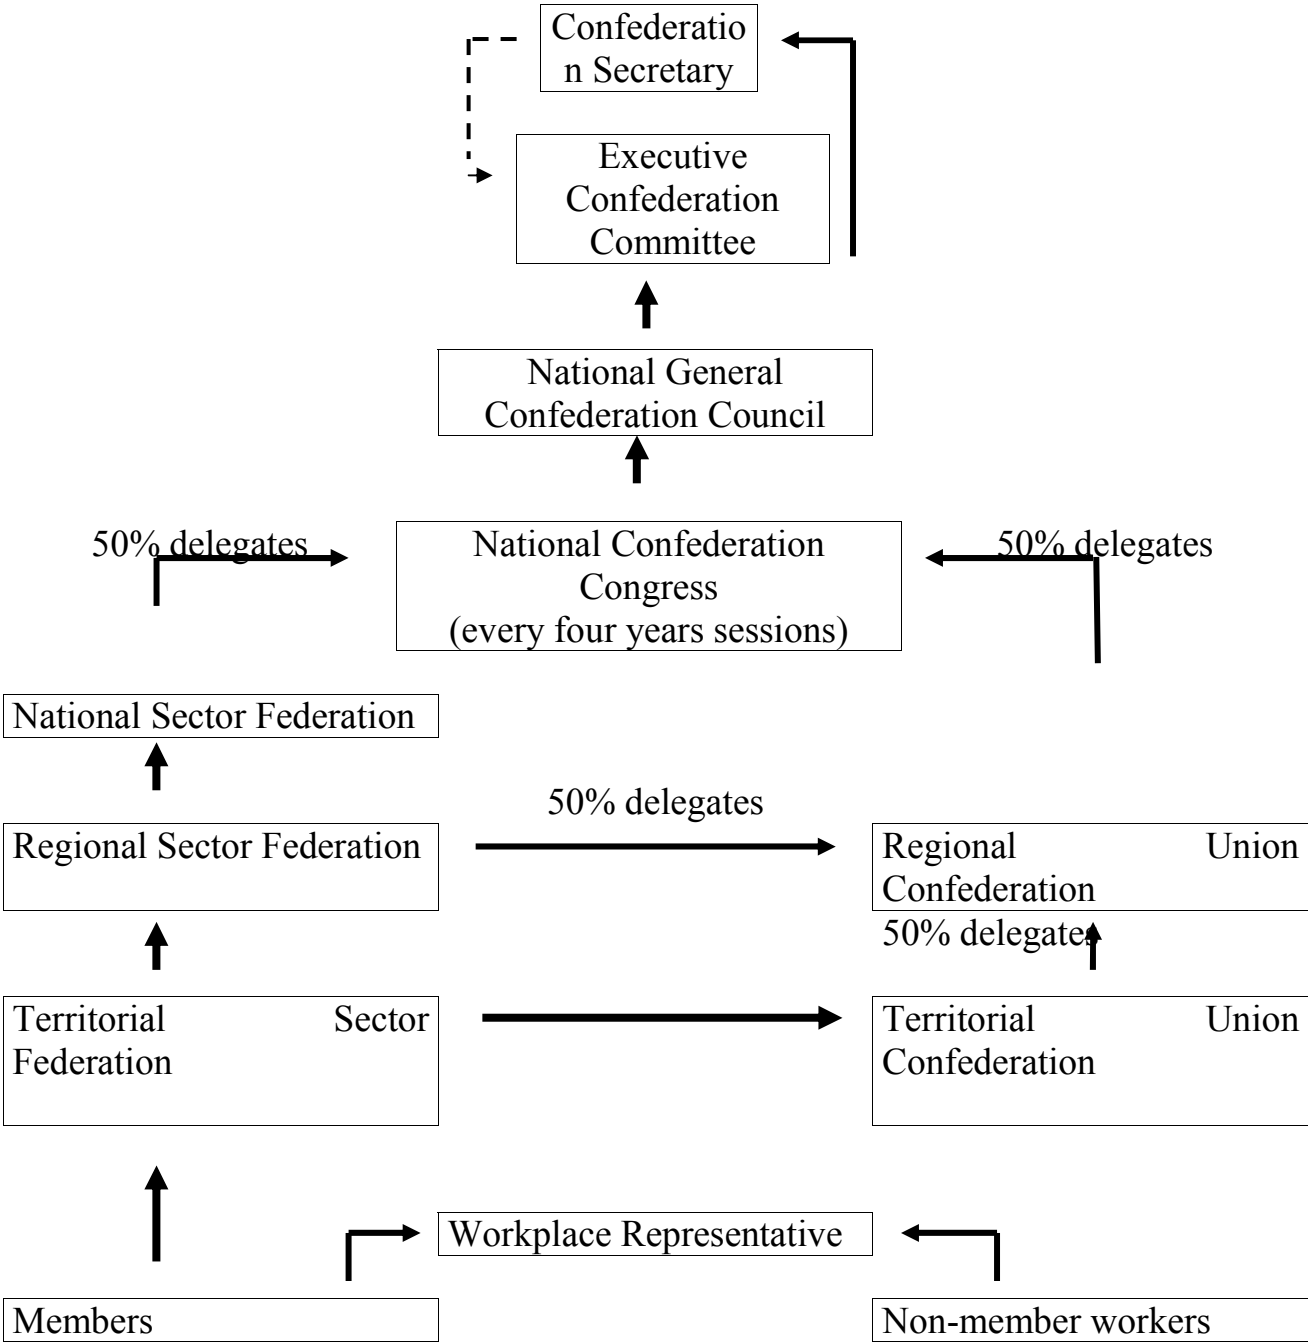 Confederatio
n Secretary
Executive
Confederation
Committee
National General
Confederation Council
50% delegates
National Confederation
Congress
(every four years sessions)
50% delegates
National Sector Federation
50% delegates
Regional Sector Federation
Regional Union
Confederation
50% delegates
Territorial Sector
Federation
Territorial Union
Confederation
Workplace Representative
Members
Non-member workers